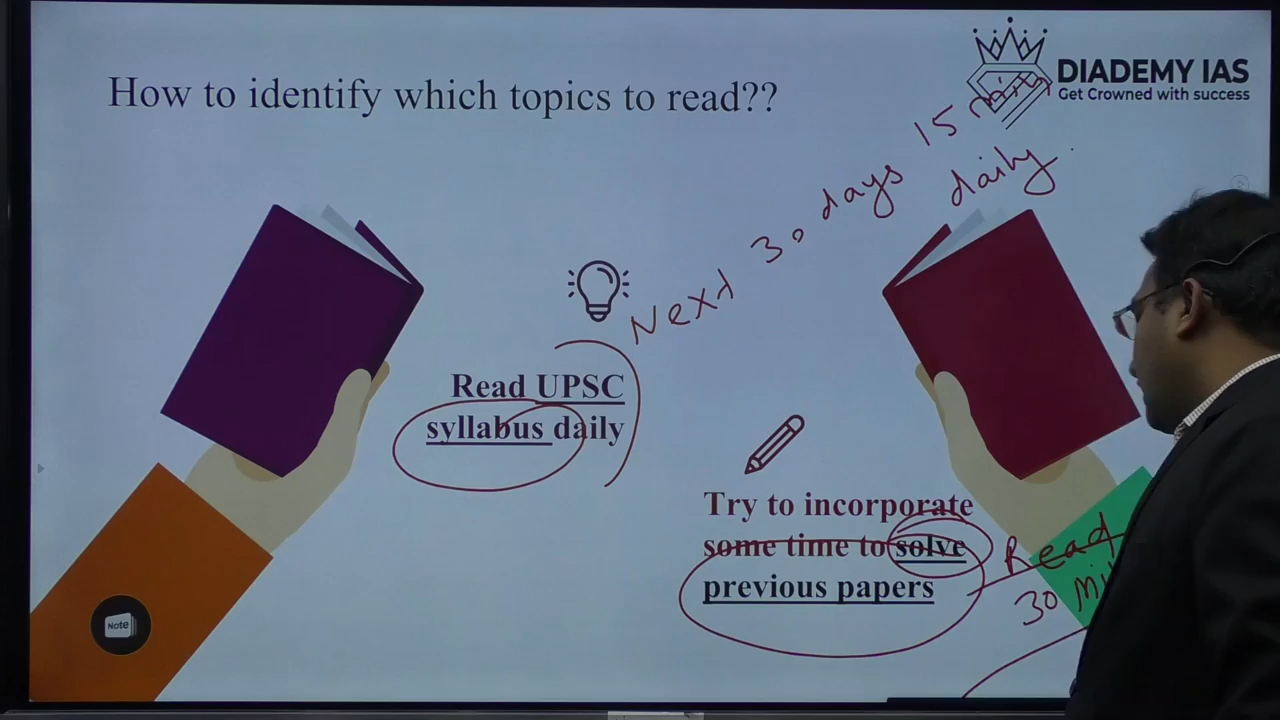 How to identify which topics to read??
DIADEMY IAS
Get Crowned with success
Next 30 days 15 mins
daily
Read UPSC
syllabus daily
Try to incorporate
some time to solve
previous papers
Read
30
Note